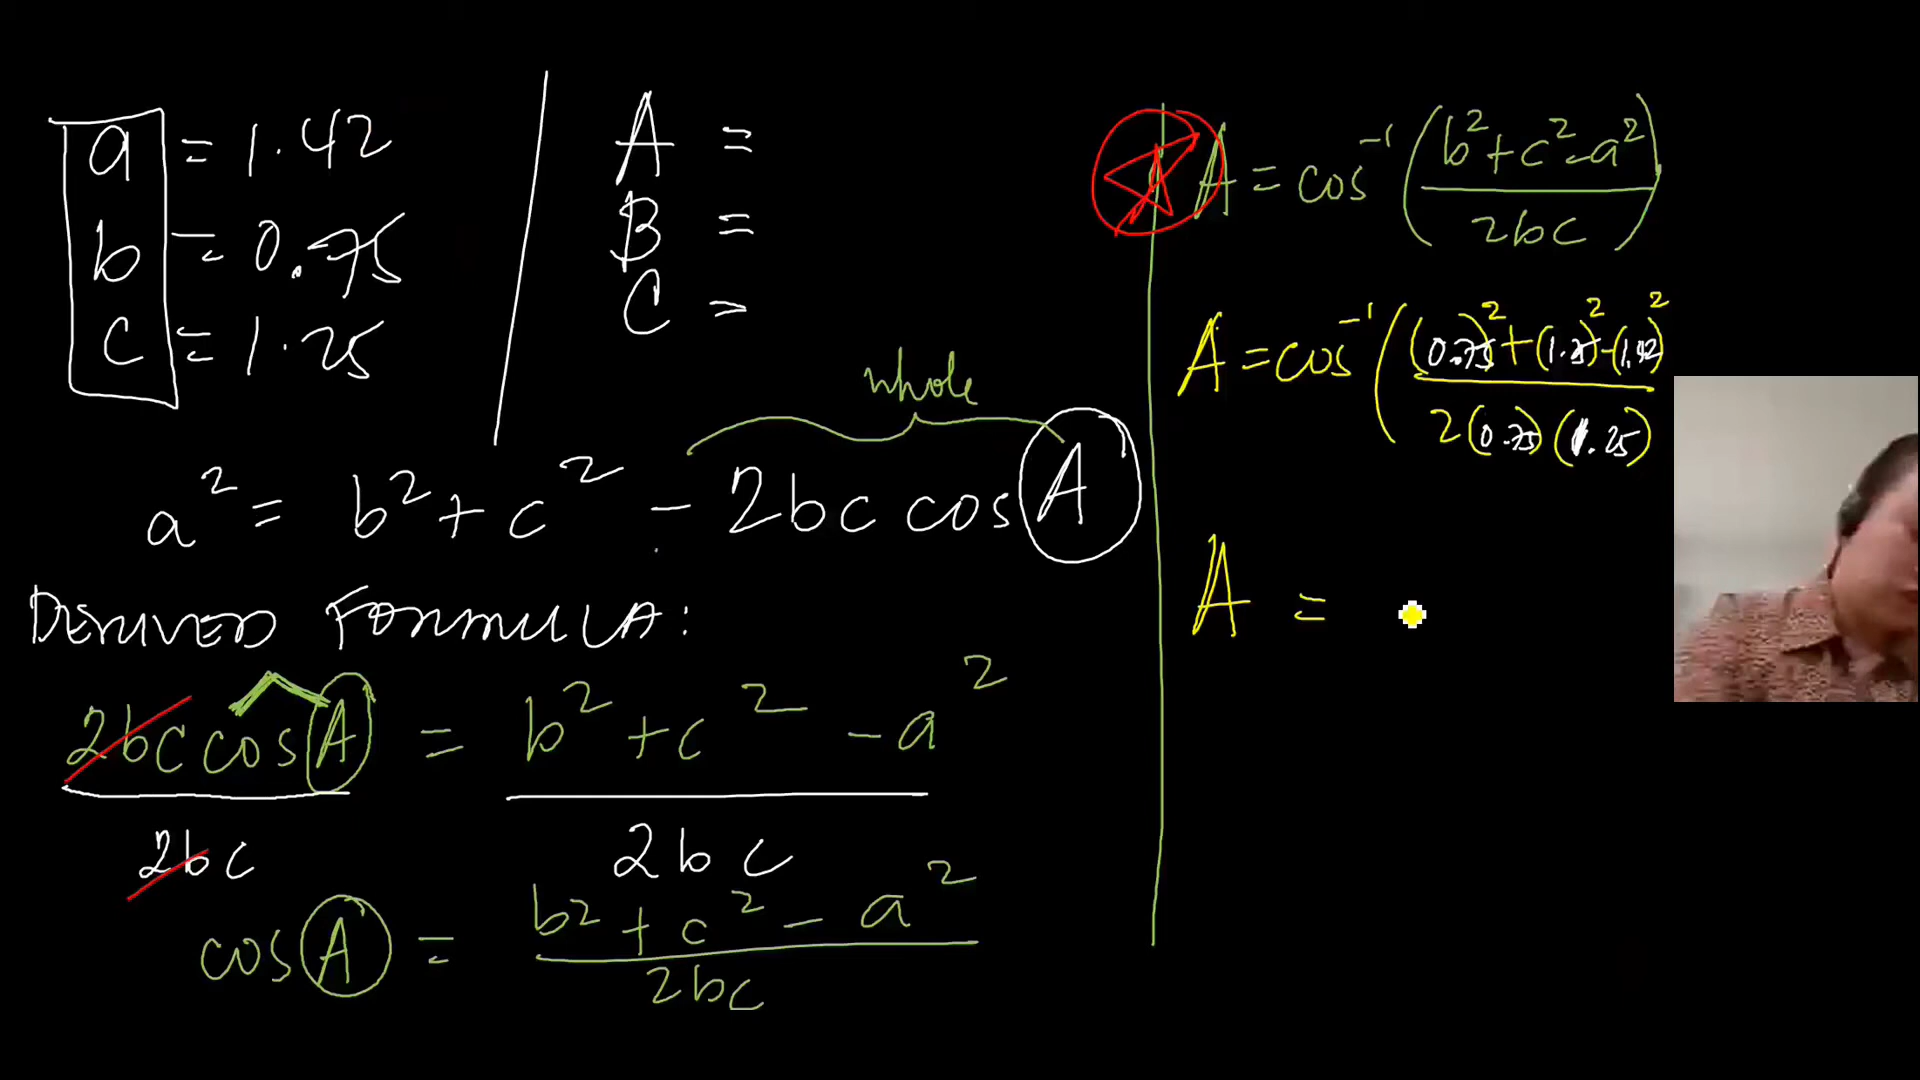 a = 1.42
b = 0.75
c = 1.25
A =
B =
C =
whole
a² = b² + c² - 2bc cos A
DERIVED FORMULA:
2bc cos A = b² + c² - a²
2bc 2bc
cos A = b² + c² - a²
2bc
A = cos⁻¹ ( b² + c² - a² )
2bc
A = cos⁻¹ ( (0.75)² + (1.25)² - (1.42)²
2(0.75)(1.25)
A =